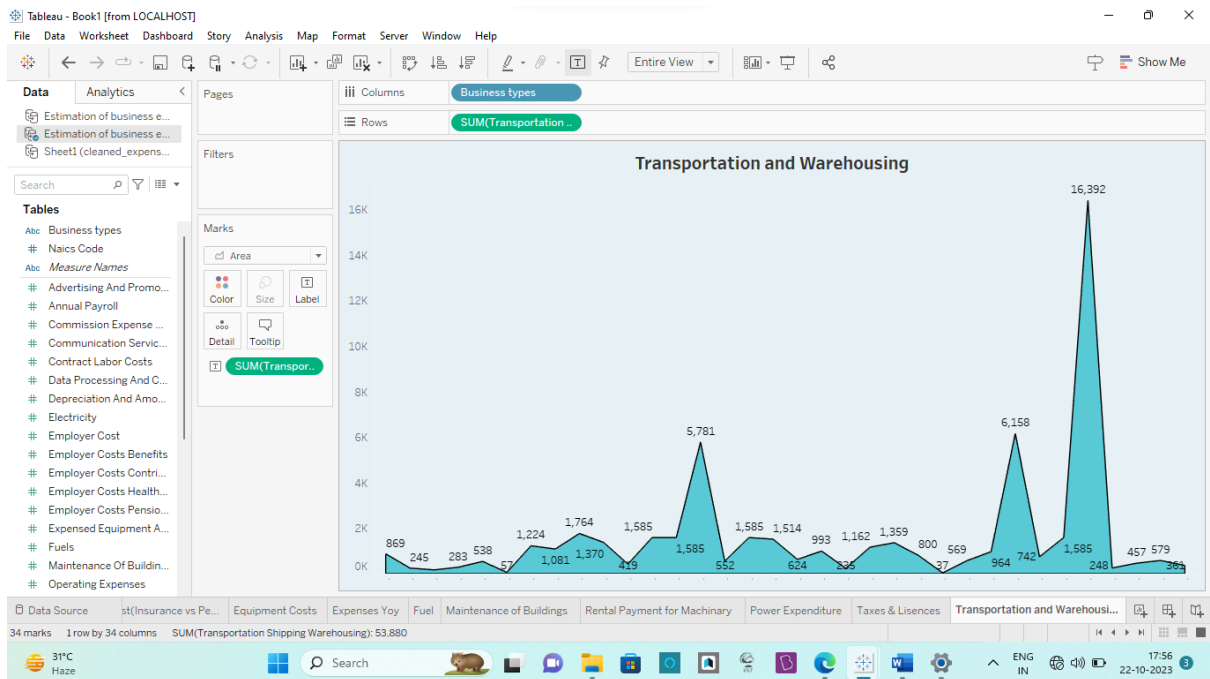 Tableau - Book1 [from LOCALHOST]
File Data Worksheet Dashboard Story Analysis Map Format Server Window Help
Entire View
Show Me
Data Analytics
Estimation of business e...
Estimation of business e...
Sheet1 (cleaned_expens...
Search
Tables
Abc Business types
# Naics Code
Abc Measure Names
# Advertising And Promo...
# Annual Payroll
# Commission Expense ...
# Communication Servic...
# Contract Labor Costs
# Data Processing And C...
# Depreciation And Amo...
# Electricity
# Employer Cost
# Employer Costs Benefits
# Employer Costs Contri...
# Employer Costs Health...
# Employer Costs Pensio...
# Expensed Equipment A...
# Fuels
# Maintenance Of Buildin...
# Operating Expenses
Pages
Filters
Marks
Area
Color Size Label
Detail Tooltip
SUM(Transpor..
Columns Business types
Rows SUM(Transportation ..
Transportation and Warehousing
16K
14K
12K
10K
8K
6K
4K
2K
0K
869 245 283 538 57 1,224 1,081 1,764 1,370 419 1,585 1,585 5,781 552 1,585 1,514 624 993 235 1,162 1,359 800 37 569 964 6,158 742 1,585 16,392 248 457 579 361
Data Source st(Insurance vs Pe... Equipment Costs Expenses Yoy Fuel Maintenance of Buildings Rental Payment for Machinary Power Expenditure Taxes & Lisences Transportation and Warehousi...
34 marks 1 row by 34 columns SUM(Transportation Shipping Warehousing): 53,880
31°C
Haze
Search
ENG
IN
17:56
22-10-2023
3